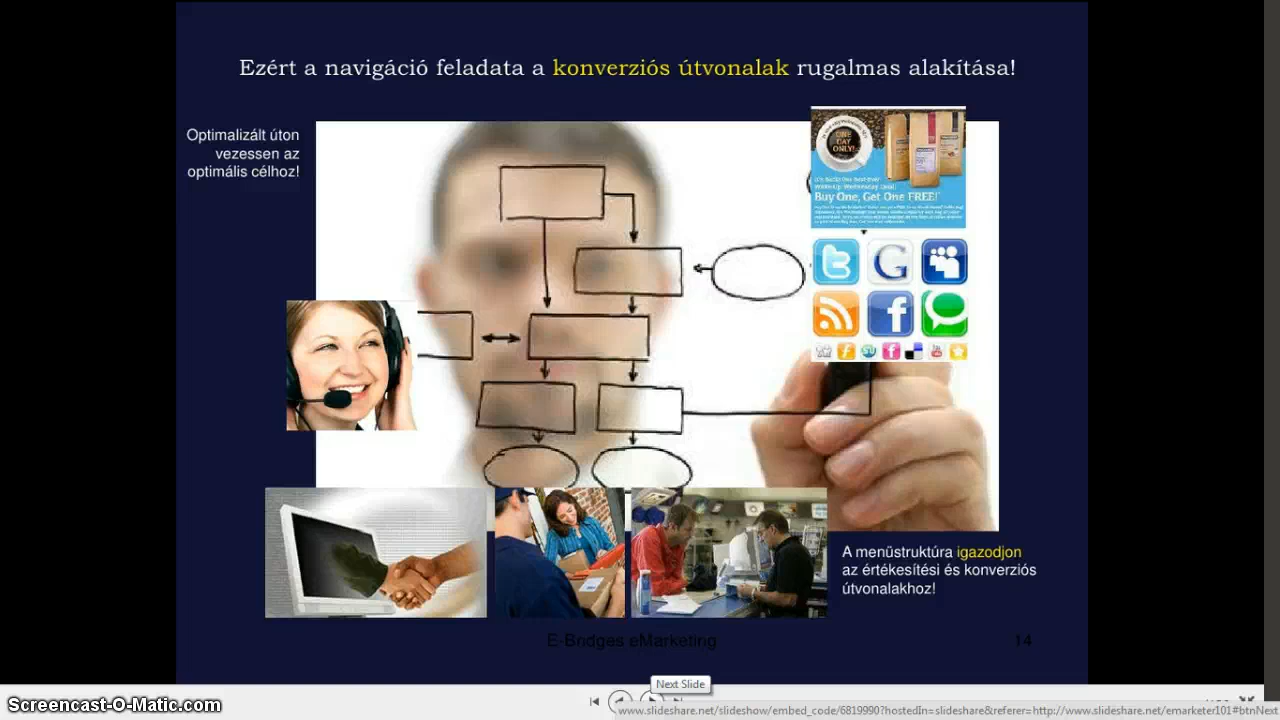 Ezért a navigáció feladata a konverziós útvonalak rugalmas alakítása!
Optimalizált úton
vezessen az
optimális célhoz!
ONE
DAY
ONLY!
Buy One, Get One FREE!
A menüstruktúra igazodjon
az értékesítési és konverziós
útvonalakhoz!
E-Bridges eMarketing
14
Next Slide
Screencast-O-Matic.com
www.slideshare.net/slideshow/embed_code/6819990?hostedIn=slideshare&referer=http://www.slideshare.net/emarketer101#btnNext